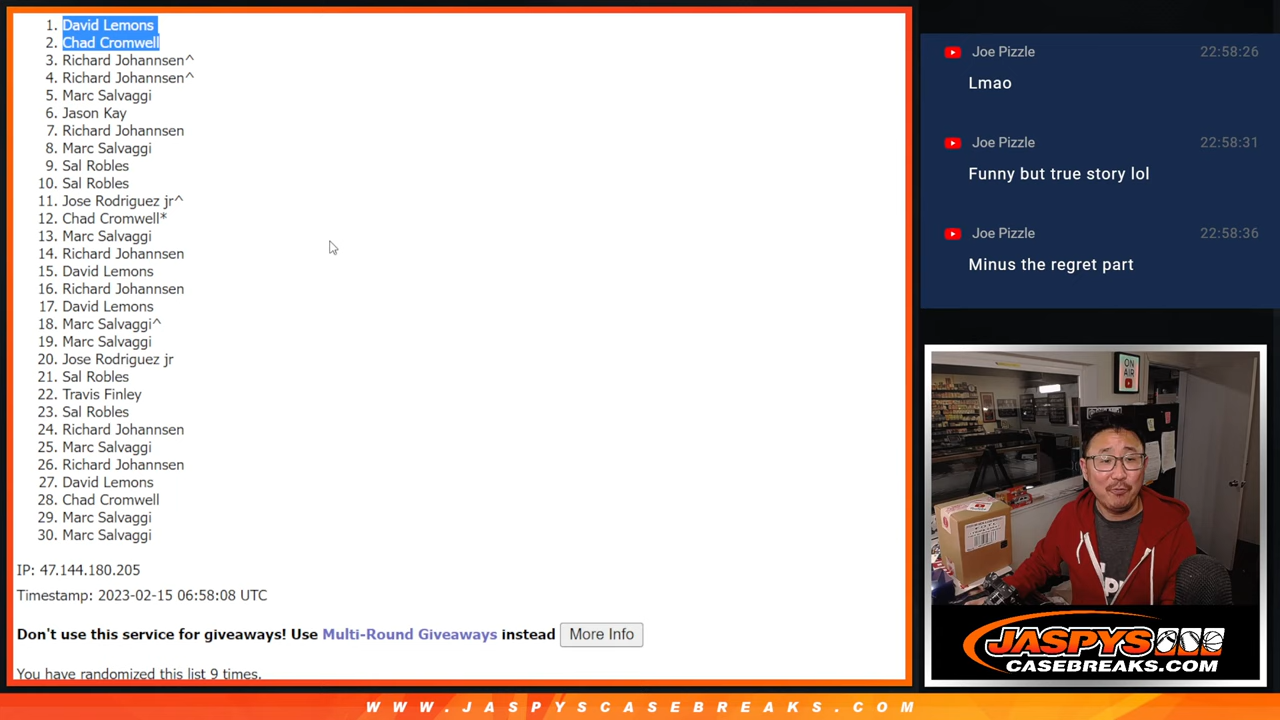 1. David Lemons
2. Chad Cromwell
3. Richard Johannsen^
4. Richard Johannsen^
5. Marc Salvaggi
6. Jason Kay
7. Richard Johannsen
8. Marc Salvaggi
9. Sal Robles
10. Sal Robles
11. Jose Rodriguez jr^
12. Chad Cromwell*
13. Marc Salvaggi
14. Richard Johannsen
15. David Lemons
16. Richard Johannsen
17. David Lemons
18. Marc Salvaggi^
19. Marc Salvaggi
20. Jose Rodriguez jr
21. Sal Robles
22. Travis Finley
23. Sal Robles
24. Richard Johannsen
25. Marc Salvaggi
26. Richard Johannsen
27. David Lemons
28. Chad Cromwell
29. Marc Salvaggi
30. Marc Salvaggi
IP: 47.144.180.205
Timestamp: 2023-02-15 06:58:08 UTC
Don't use this service for giveaways! Use Multi-Round Giveaways instead More Info
You have randomized this list 9 times.
Joe Pizzle 22:58:26
Lmao
Joe Pizzle 22:58:31
Funny but true story lol
Joe Pizzle 22:58:36
Minus the regret part
ON
AIR
JASPYS
CASEBREAKS.COM
WWW.JASPYSCASEBREAKS.COM